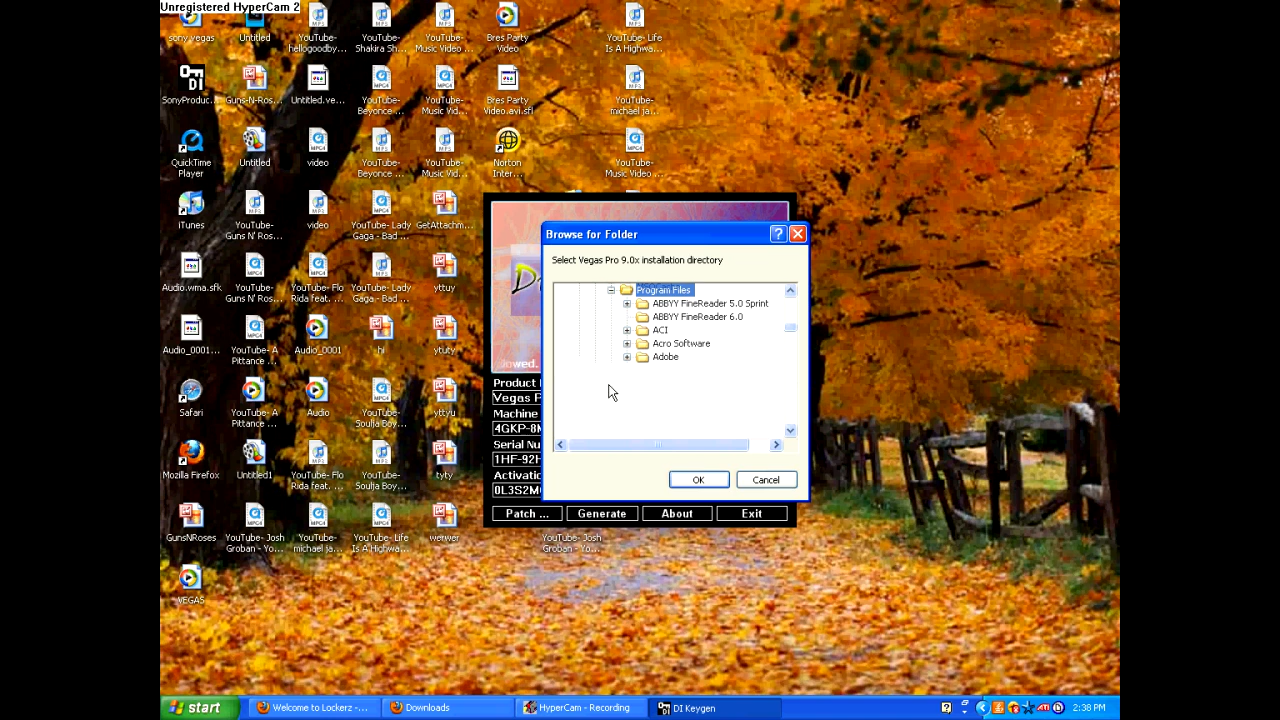 Unregistered HyperCam 2
sony vegas
Untitled
YouTube-
hellogoodby...
YouTube-
Shakira Sh...
YouTube-
Music Video ...
Bres Party
Video
YouTube- Life
Is A Highwa...
SonyProduc...
Guns-N-Ros...
Untitled.ve...
YouTube-
Beyonce ...
YouTube-
Music Vid...
Bres Party
Video.avi.sfl
YouTube-
michael ja...
QuickTime
Player
Untitled
video
YouTube-
Beyonce ...
YouTube-
Music Vid...
Norton
Inter...
YouTube-
Music Video ...
iTunes
YouTube-
Guns N' Ros...
video
YouTube- Lady
Gaga - Bad ...
GetAttachm...
Audio.wma.sfk
YouTube-
Guns N' Ros...
YouTube- Flo
Rida feat. ...
YouTube- Lady
Gaga - Bad ...
yttuy
Audio_0001...
YouTube- A
Pittance ...
Audio_0001
hi
ytuty
Safari
YouTube- A
Pittance ...
Audio
YouTube-
Soulja Boy...
yttyu
Mozilla Firefox
Untitled1
YouTube- Flo
Rida feat. ...
YouTube-
Soulja Boy...
tyty
GunsNRoses
YouTube- Josh
Groban - Yo...
YouTube-
michael ja...
YouTube- Life
Is A Highwa...
werwer
YouTube- Josh
Groban - Yo...
VEGAS
Browse for Folder
Select Vegas Pro 9.0x installation directory
Program Files
ABBYY FineReader 5.0 Sprint
ABBYY FineReader 6.0
ACI
Acro Software
Adobe
OK
Cancel
Product
Vegas P
Machine
4GKP-8
Serial Nu
1HF-92H
Activatio
0L3S2M
Patch ...
Generate
About
Exit
start
Welcome to Lockerz -...
Downloads
HyperCam - Recording
DI Keygen
2:38 PM